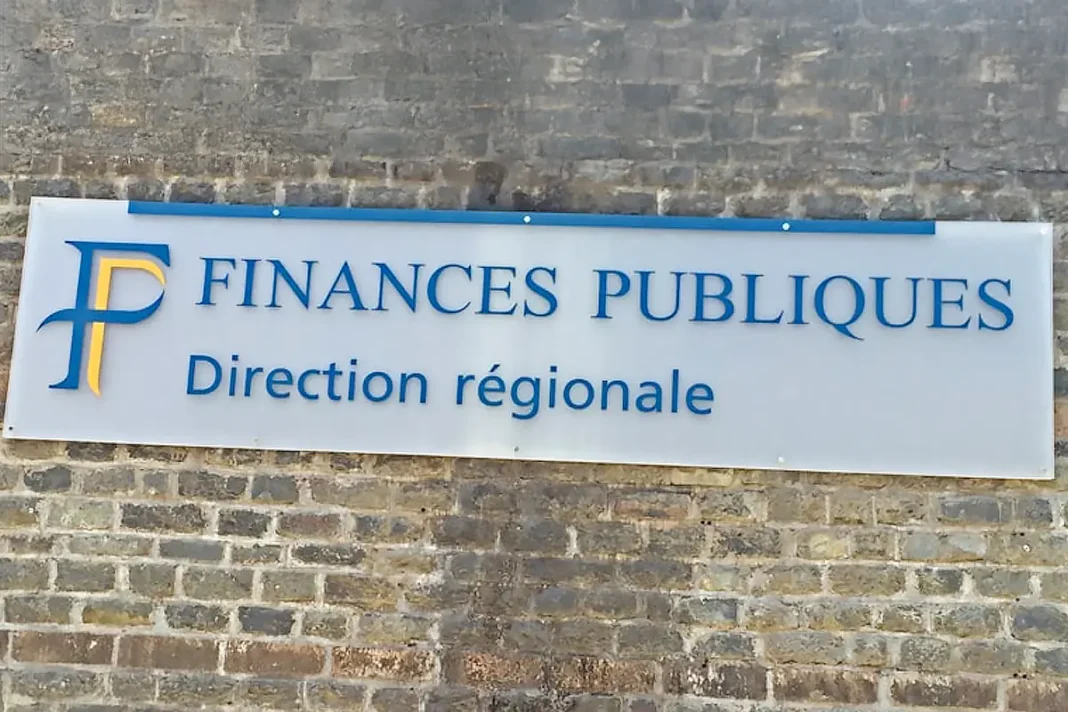 FINANCES PUBLIQUES
Direction régionale